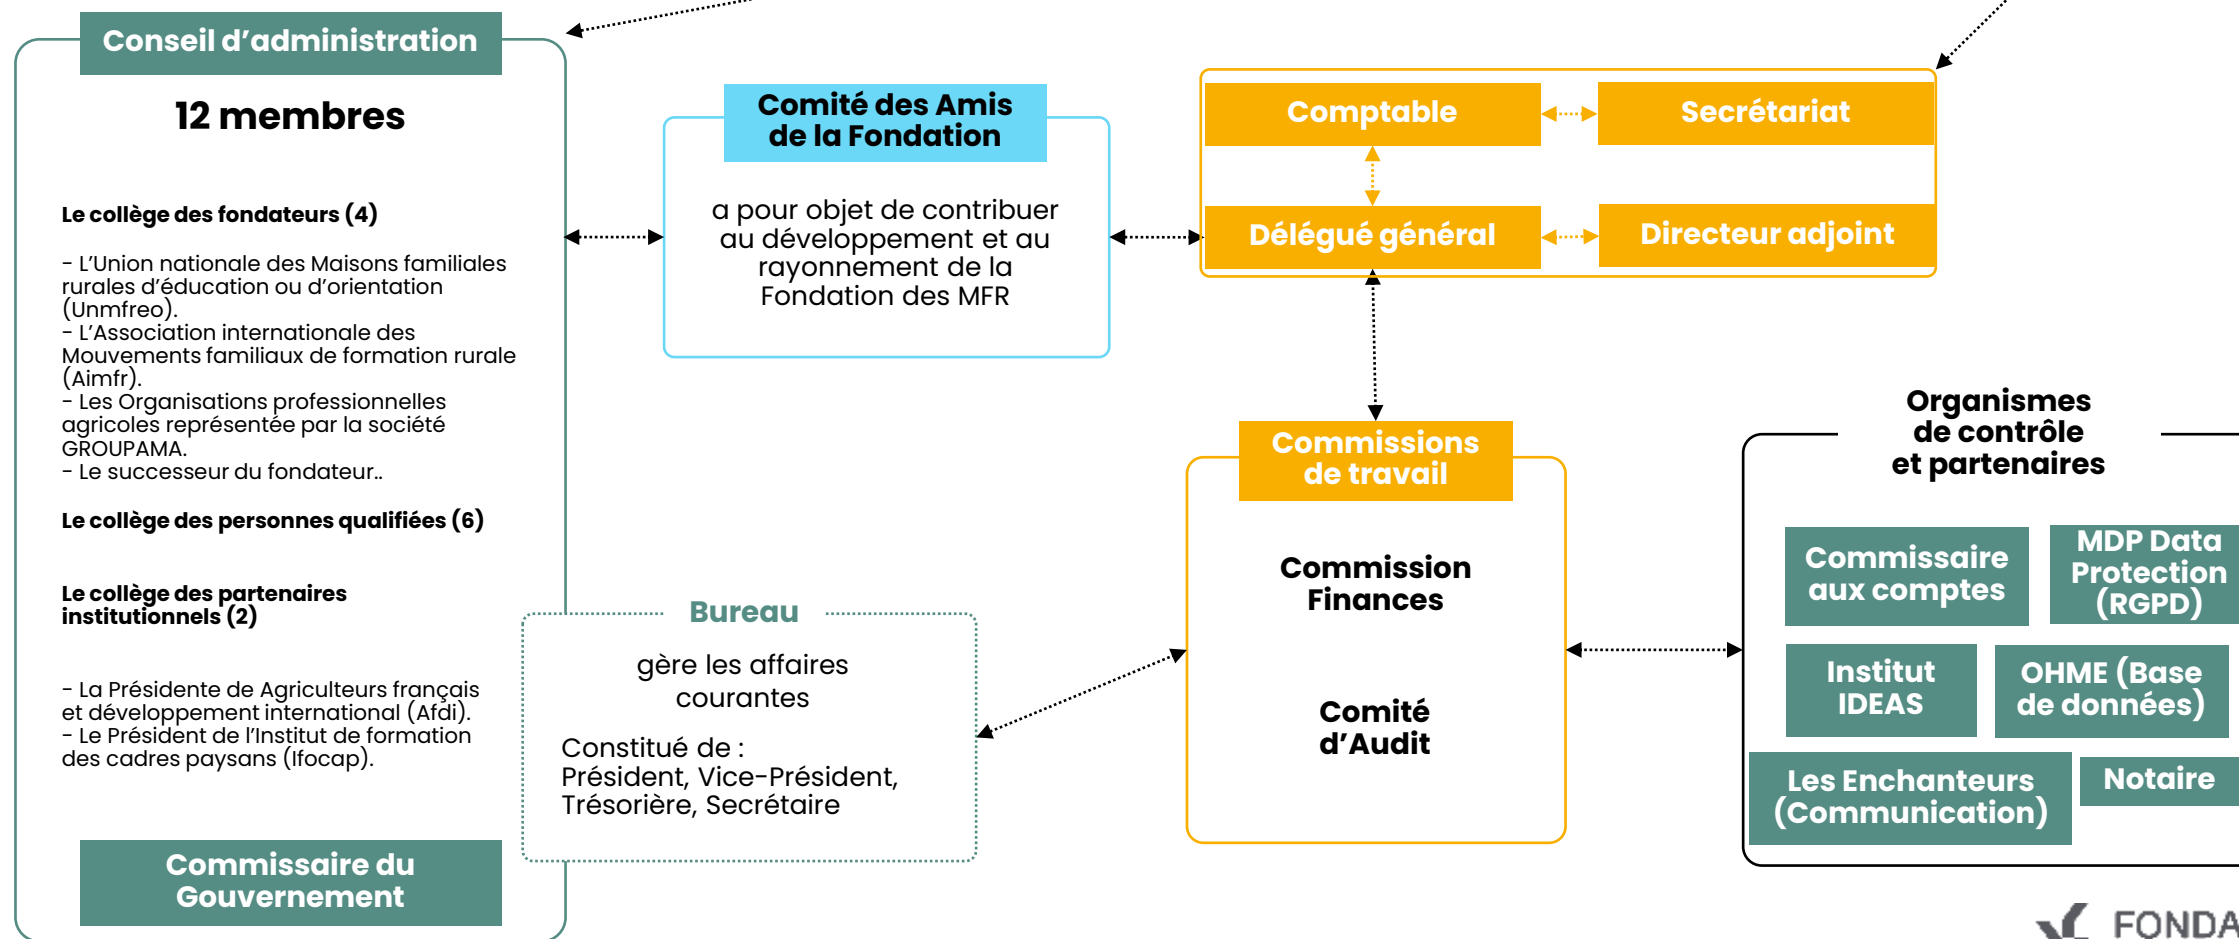 Conseil d’administration
12 membres
Le collège des fondateurs (4)
- L’Union nationale des Maisons familiales
rurales d’éducation ou d’orientation
(Unmfreo).
- L’Association internationale des
Mouvements familiaux de formation rurale
(Aimfr).
- Les Organisations professionnelles
agricoles représentée par la société
GROUPAMA.
- Le successeur du fondateur..
Le collège des personnes qualifiées (6)
Le collège des partenaires
institutionnels (2)
- La Présidente de Agriculteurs français
et développement international (Afdi).
- Le Président de l’Institut de formation
des cadres paysans (Ifocap).
Commissaire du
Gouvernement
Comité des Amis
de la Fondation
a pour objet de contribuer
au développement et au
rayonnement de la
Fondation des MFR
Bureau
gère les affaires
courantes
Constitué de :
Président, Vice-Président,
Trésorière, Secrétaire
Comptable
Secrétariat
Délégué général
Directeur adjoint
Commissions
de travail
Commission
Finances
Comité
d’Audit
Organismes
de contrôle
et partenaires
Commissaire
aux comptes
MDP Data
Protection
(RGPD)
Institut
IDEAS
OHME (Base
de données)
Les Enchanteurs
(Communication)
Notaire
FONDA